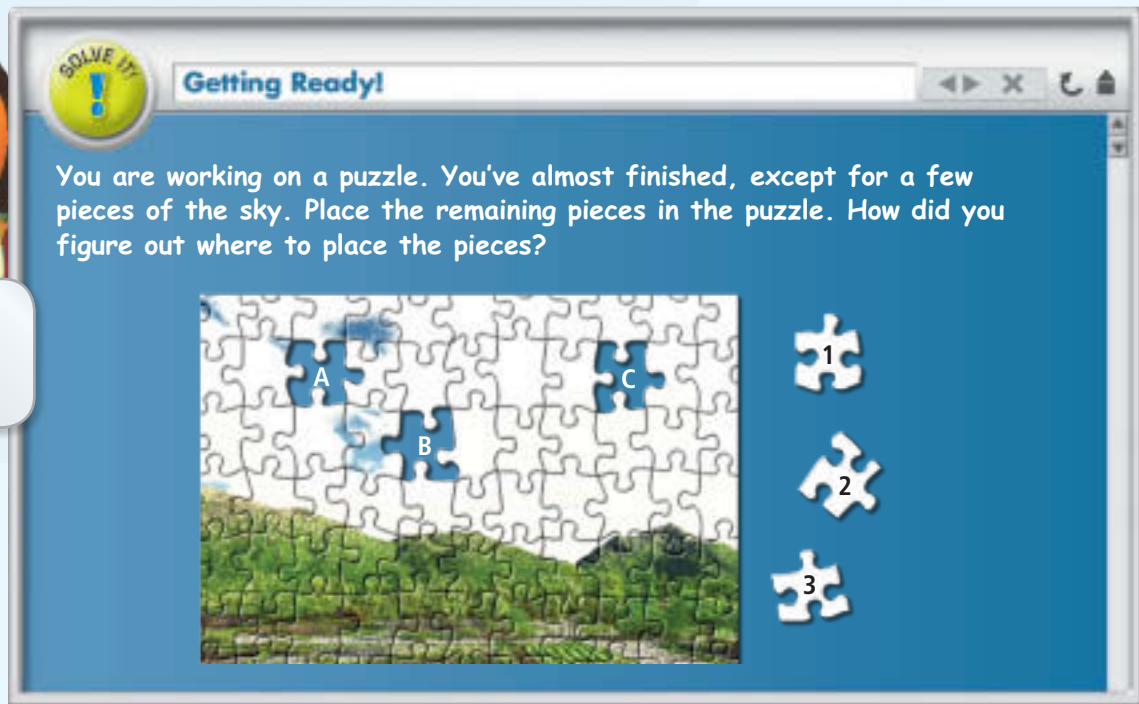 SOLVE IT!
Getting Ready!
You are working on a puzzle. You’ve almost finished, except for a few
pieces of the sky. Place the remaining pieces in the puzzle. How did you
figure out where to place the pieces?
A
B
C
1
2
3